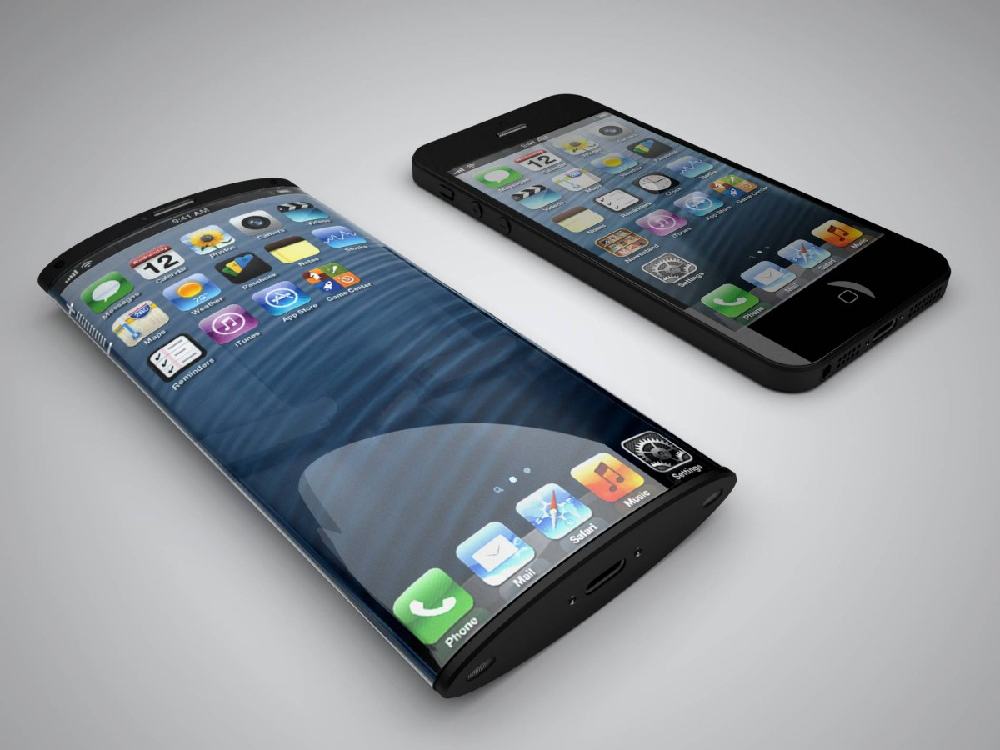 9:41 AM
Messages
Wednesday
12
Calendar
Photos
Camera
Videos
280
Maps
73°
Weather
Passbook
Notes
Stocks
Reminders
iTunes
App Store
Game Center
Settings
Phone
Mail
Safari
Music
9:41 AM
Messages
Wednesday
12
Calendar
Photos
Camera
Videos
280
Maps
Weather
Passbook
Notes
Reminders
Clock
Stocks
Newsstand
iTunes
App Store
Game Center
Settings
Phone
Mail
Safari
Music